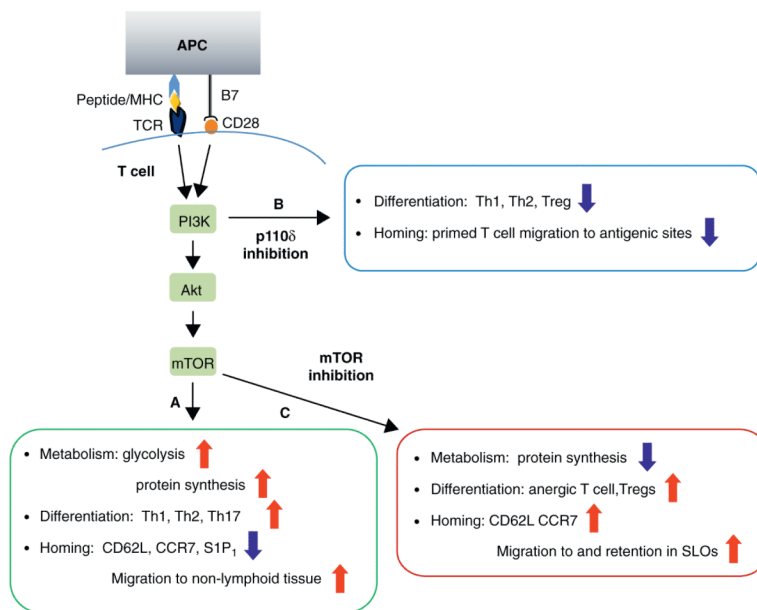 APC
Peptide/MHC
B7
TCR
CD28
T cell
PI3K
B
p110δ
inhibition
• Differentiation: Th1, Th2, Treg
• Homing: primed T cell migration to antigenic sites
Akt
mTOR
mTOR
inhibition
A
C
• Metabolism: glycolysis
protein synthesis
• Differentiation: Th1, Th2, Th17
• Homing: CD62L, CCR7, S1P₁
Migration to non-lymphoid tissue
• Metabolism: protein synthesis
• Differentiation: anergic T cell,Tregs
• Homing: CD62L CCR7
Migration to and retention in SLOs